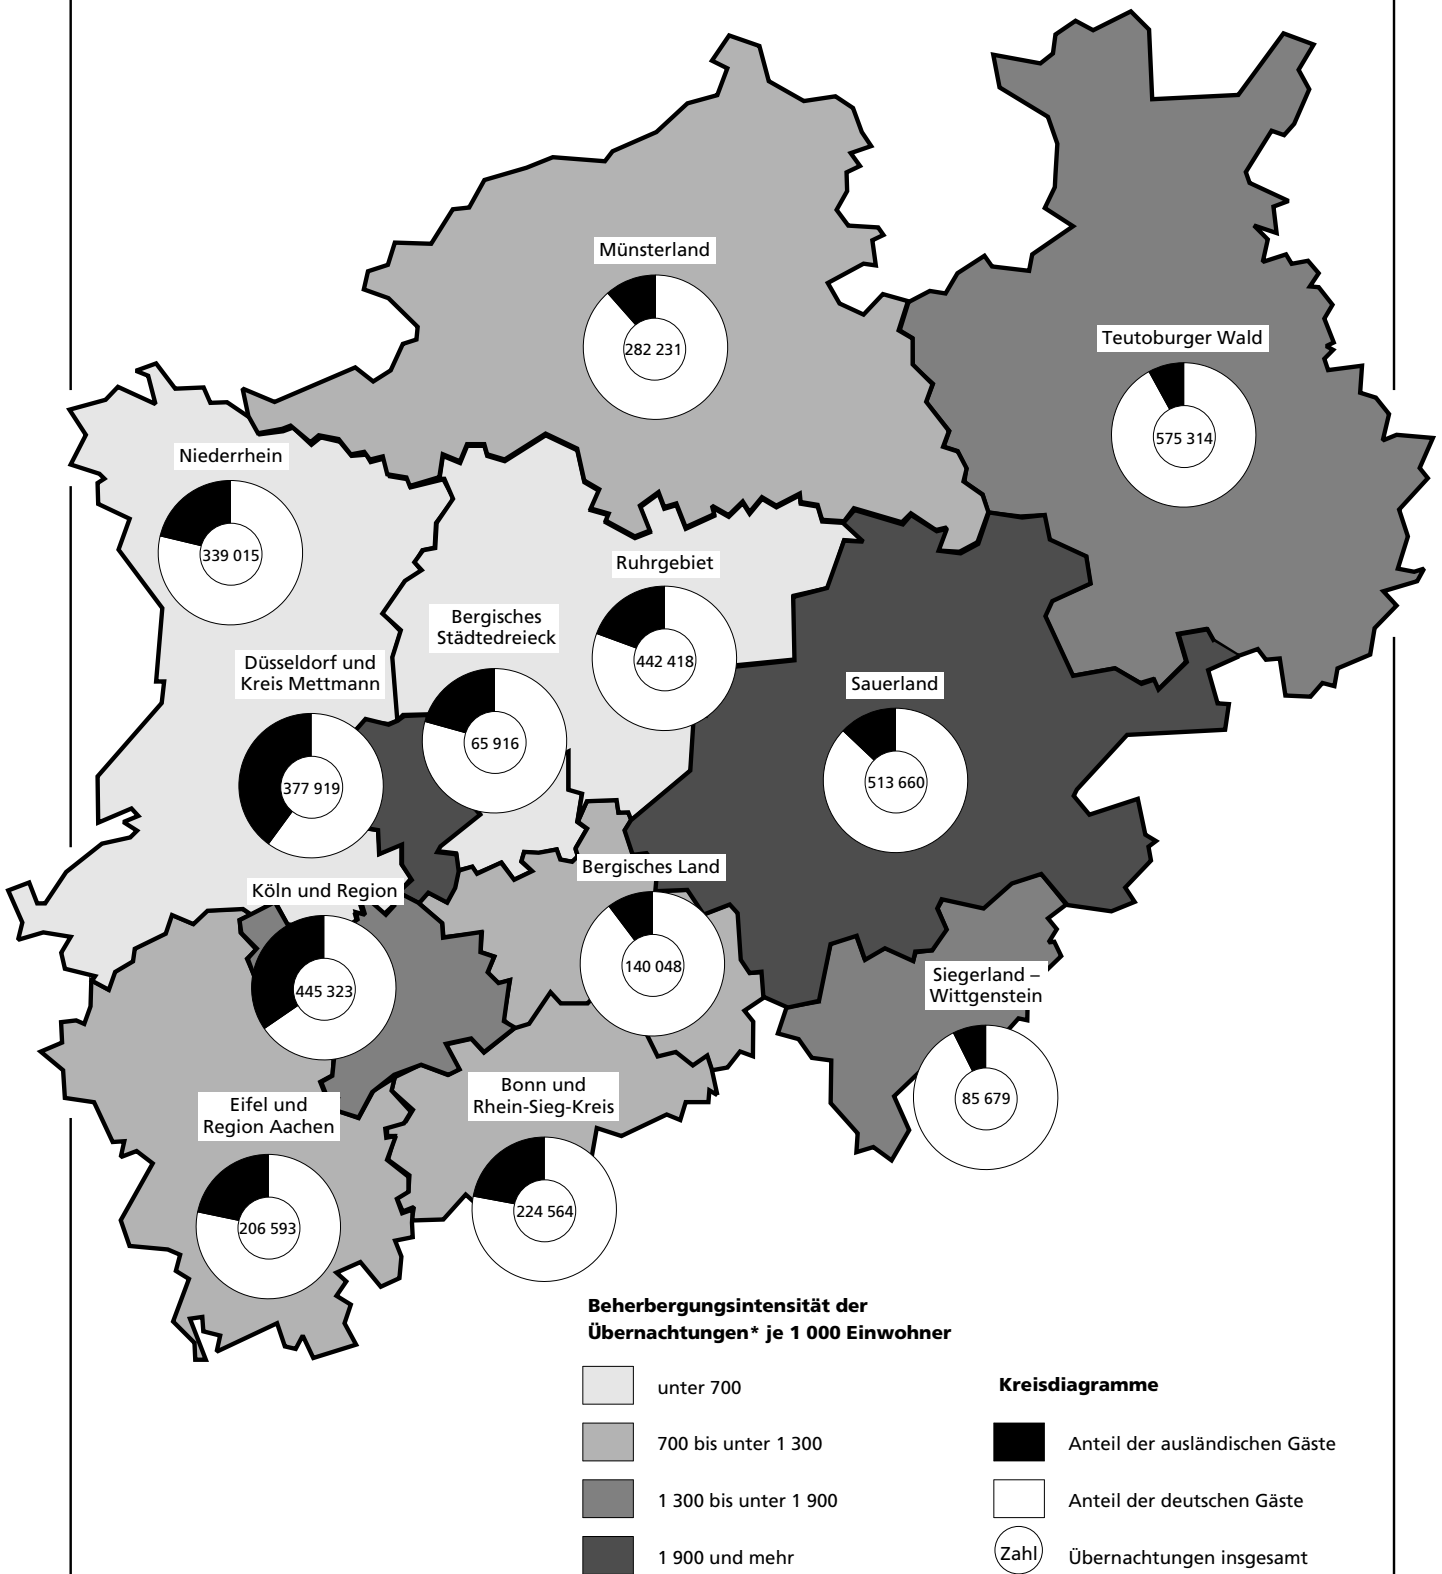 Münsterland
282 231
Teutoburger Wald
575 314
Niederrhein
339 015
Ruhrgebiet
442 418
Bergisches
Städtedreieck
65 916
Düsseldorf und
Kreis Mettmann
377 919
Sauerland
513 660
Bergisches Land
140 048
Köln und Region
445 323
Siegerland –
Wittgenstein
85 679
Bonn und
Rhein-Sieg-Kreis
224 564
Eifel und
Region Aachen
206 593
Beherbergungsintensität der
Übernachtungen* je 1 000 Einwohner
unter 700
700 bis unter 1 300
1 300 bis unter 1 900
1 900 und mehr
Kreisdiagramme
Anteil der ausländischen Gäste
Anteil der deutschen Gäste
Zahl Übernachtungen insgesamt